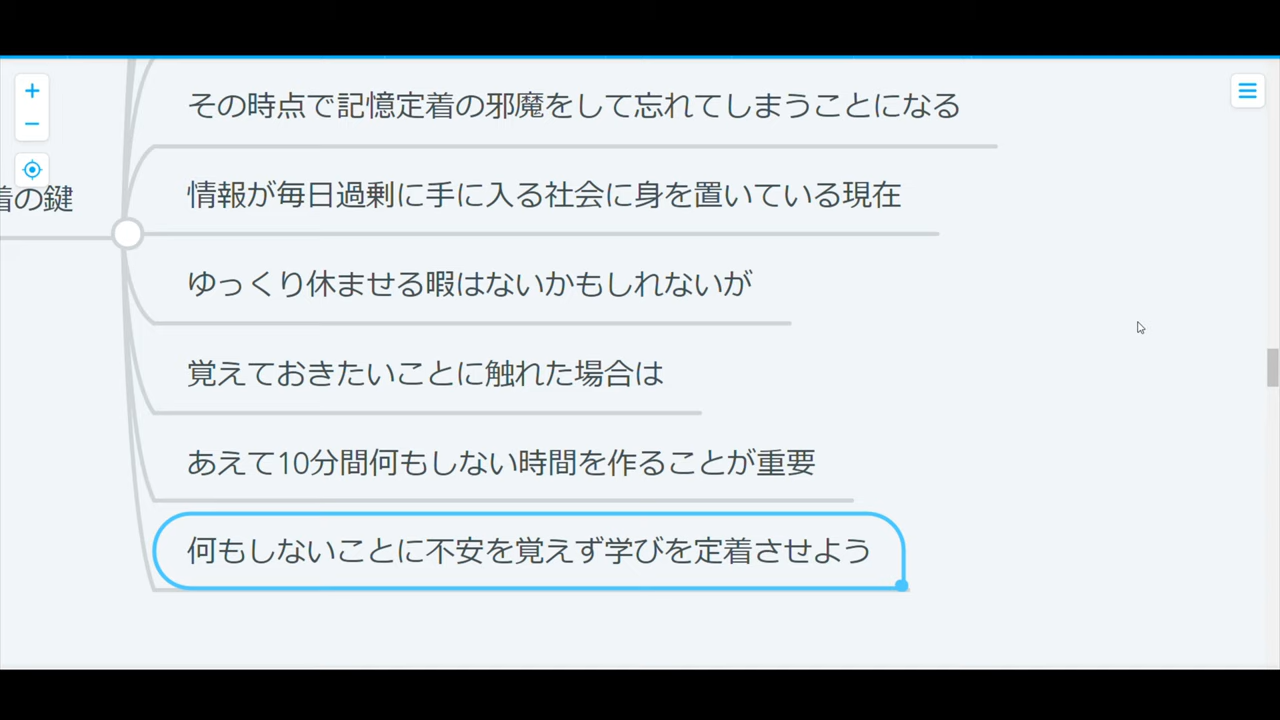 その時点で記憶定着の邪魔をして忘れてしまうことになる
着の鍵
情報が毎日過剰に手に入る社会に身を置いている現在
ゆっくり休ませる暇はないかもしれないが
覚えておきたいことに触れた場合は
あえて10分間何もしない時間を作ることが重要
何もしないことに不安を覚えず学びを定着させよう